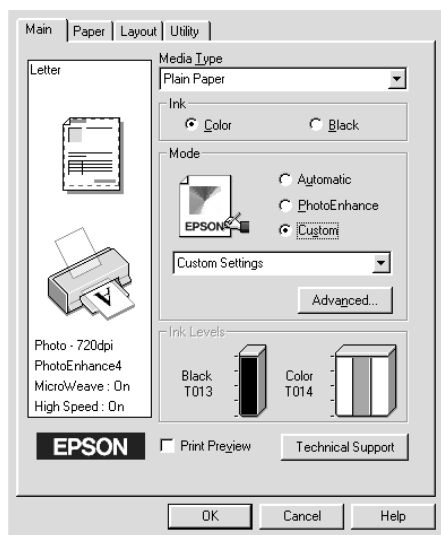 Main Paper Layout Utility
Letter
Media Type
Plain Paper
Ink
Color Black
Mode
EPSON
Automatic
PhotoEnhance
Custom
Custom Settings
Advanced...
A
Photo - 720dpi
PhotoEnhance4
MicroWeave : On
High Speed : On
Ink Levels
Black
T013
Color
T014
EPSON
Print Preview Technical Support
OK Cancel Help